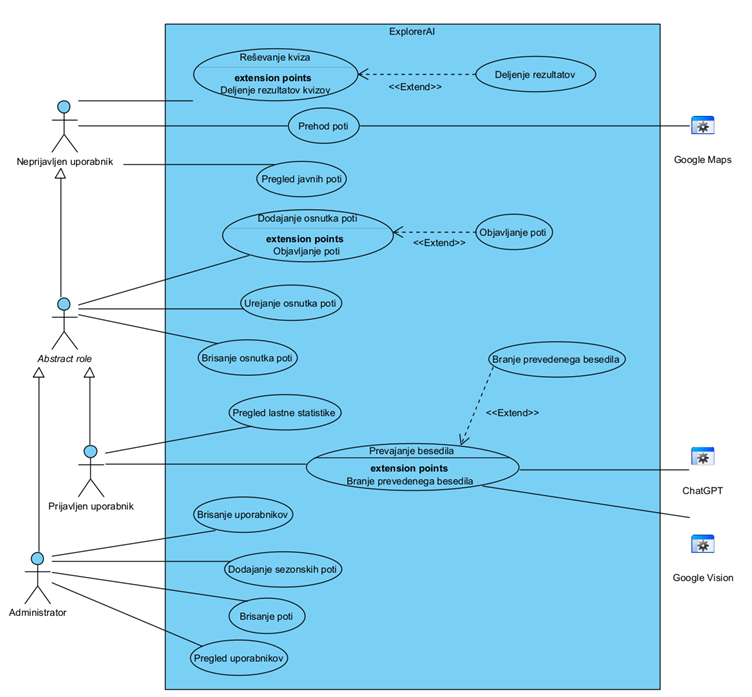 ExplorerAI
Reševanje kviza
extension points
Deljenje rezultatov kvizov
<<Extend>>
Deljenje rezultatov
Prehod poti
Neprijavljen uporabnik
Google Maps
Pregled javnih poti
Dodajanje osnutka poti
extension points
Objavljanje poti
<<Extend>>
Objavljanje poti
Urejanje osnutka poti
Abstract role
Brisanje osnutka poti
Branje prevedenega besedila
Pregled lastne statistike
<<Extend>>
Prevajanje besedila
extension points
Branje prevedenega besedila
ChatGPT
Prijavljen uporabnik
Brisanje uporabnikov
Dodajanje sezonskih poti
Google Vision
Administrator
Brisanje poti
Pregled uporabnikov